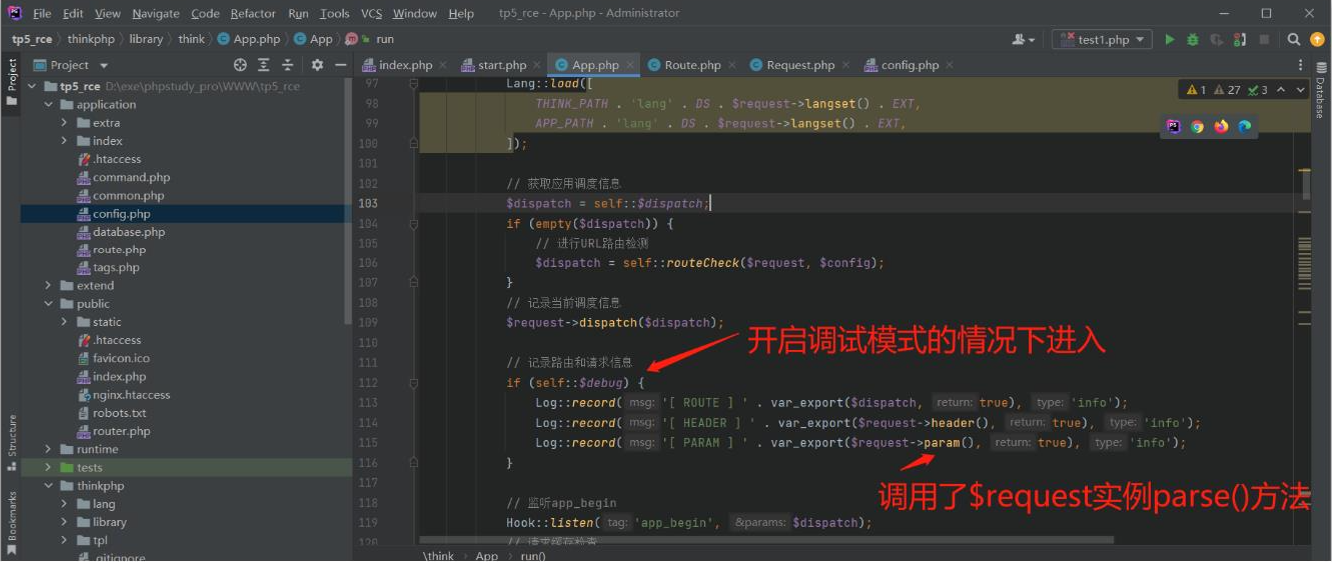 File Edit View Navigate Code Refactor Run Tools VCS Window Help tp5_rce - App.php - Administrator
tp5_rce thinkphp library think App.php App run test1.php
Project index.php start.php App.php Route.php Request.php config.php
Project
Database
Structure
Bookmarks
tp5_rce D:\exe\phpstudy_pro\WWW\tp5_rce
application
extra
index
.htaccess
command.php
common.php
config.php
database.php
route.php
tags.php
extend
public
static
.htaccess
favicon.ico
index.php
nginx.htaccess
robots.txt
router.php
runtime
tests
thinkphp
lang
library
tpl
.gitignore
1 27 3
97 Lang::load([
98 THINK_PATH . 'lang' . DS . $request->langset() . EXT,
99 APP_PATH . 'lang' . DS . $request->langset() . EXT,
100 ]);
101
102 // 获取应用调度信息
103 $dispatch = self::$dispatch;
104 if (empty($dispatch)) {
105 // 进行URL路由检测
106 $dispatch = self::routeCheck($request, $config);
107 }
108 // 记录当前调度信息
109 $request->dispatch($dispatch);
110
开启调试模式的情况下进入
111 // 记录路由和请求信息
112 if (self::$debug) {
113 Log::record( msg: '[ ROUTE ] ' . var_export($dispatch, return: true), type: 'info');
114 Log::record( msg: '[ HEADER ] ' . var_export($request->header(), return: true), type: 'info');
115 Log::record( msg: '[ PARAM ] ' . var_export($request->param(), return: true), type: 'info');
116 }
调用了$request实例parse()方法
117
118 // 监听app_begin
119 Hook::listen( tag: 'app_begin', &params: $dispatch);
120 // 请求缓存检查
\think App run()